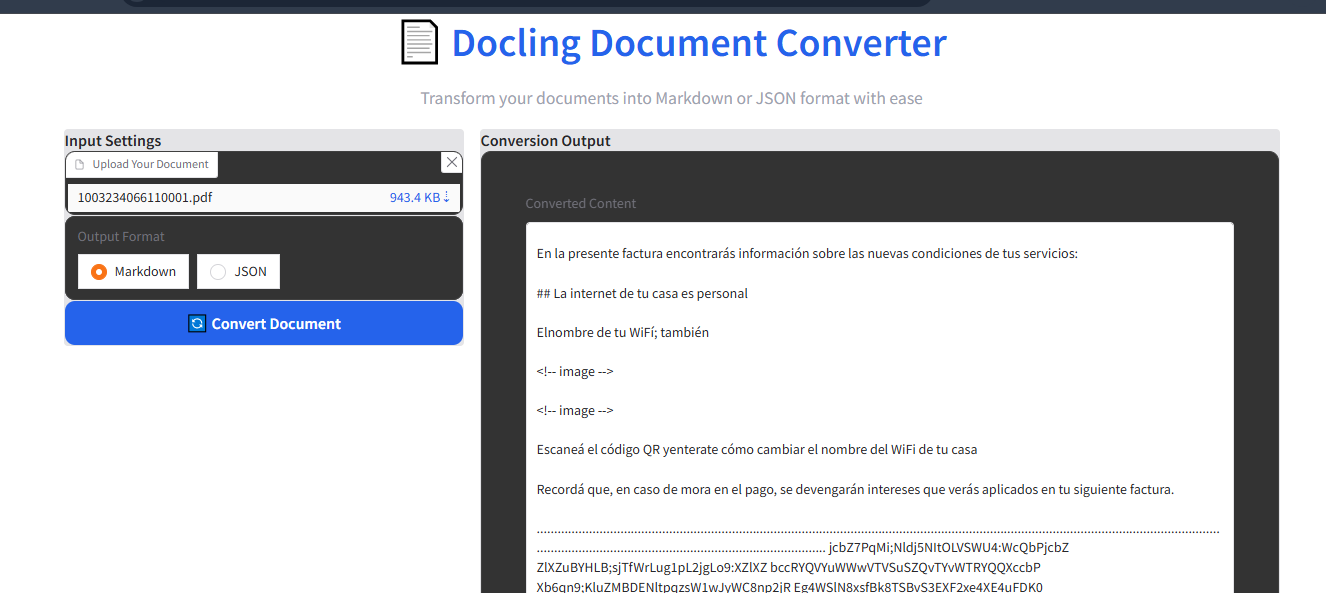 Docling Document Converter
Transform your documents into Markdown or JSON format with ease
Input Settings
Upload Your Document
1003234066110001.pdf 943.4 KB↓
Output Format
Markdown JSON
Convert Document
Conversion Output
Converted Content
En la presente factura encontrarás información sobre las nuevas condiciones de tus servicios:
## La internet de tu casa es personal
Elnombre de tu WiFí; también
<!-- image -->
<!-- image -->
Escaneá el código QR yenterate cómo cambiar el nombre del WiFi de tu casa
Recordá que, en caso de mora en el pago, se devengarán intereses que verás aplicados en tu siguiente factura.
jcbZ7PqMi;Nldj5NItOLVSWU4:WcQbPjcbZ
ZlXZuBYHLB;sjTfWrLug1pL2jgLo9:XZlXZ bccRYQVYuWWwVTVSuSZQvTYvWTRYQQXccbP
Xb6qn9;KluZMBDENltpqzsW1wJyWC8np2jR Eg4WSlN8xsfBk8TSBvS3EXF2xe4XE4uFDK0